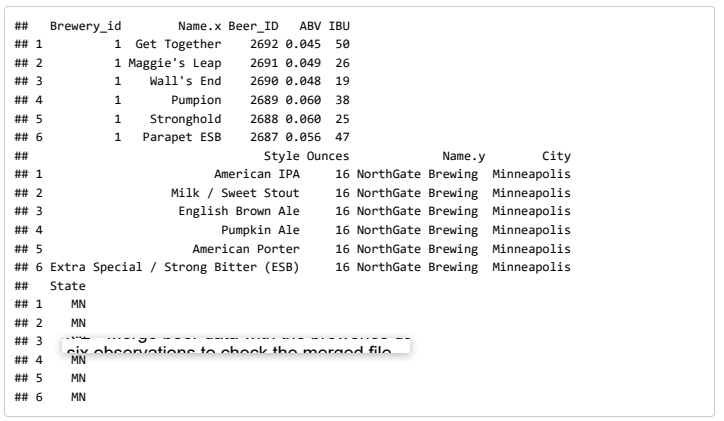 ## Brewery_id Name.x Beer_ID ABV IBU
## 1 1 Get Together 2692 0.045 50
## 2 1 Maggie's Leap 2691 0.049 26
## 3 1 Wall's End 2690 0.048 19
## 4 1 Pumpion 2689 0.060 38
## 5 1 Stronghold 2688 0.060 25
## 6 1 Parapet ESB 2687 0.056 47
## Style Ounces Name.y City
## 1 American IPA 16 NorthGate Brewing Minneapolis
## 2 Milk / Sweet Stout 16 NorthGate Brewing Minneapolis
## 3 English Brown Ale 16 NorthGate Brewing Minneapolis
## 4 Pumpkin Ale 16 NorthGate Brewing Minneapolis
## 5 American Porter 16 NorthGate Brewing Minneapolis
## 6 Extra Special / Strong Bitter (ESB) 16 NorthGate Brewing Minneapolis
## State
## 1 MN
## 2 MN
## 3
merge beer data with the breweries
six observations to check the merged file
## 4 MN
## 5 MN
## 6 MN